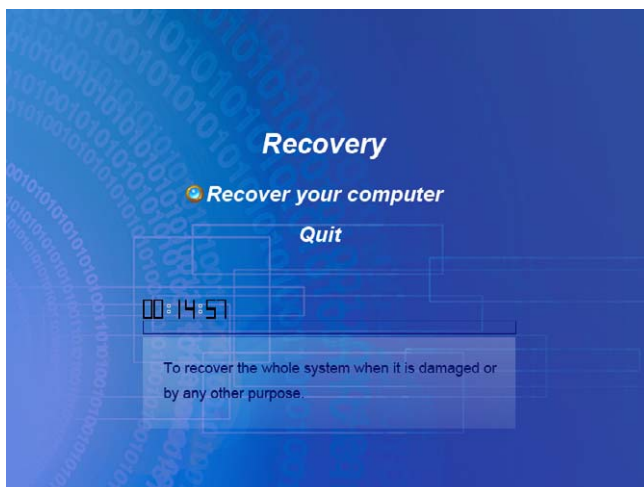 Recovery
Recover your computer
Quit
00:14:57
To recover the whole system when it is damaged or
by any other purpose.